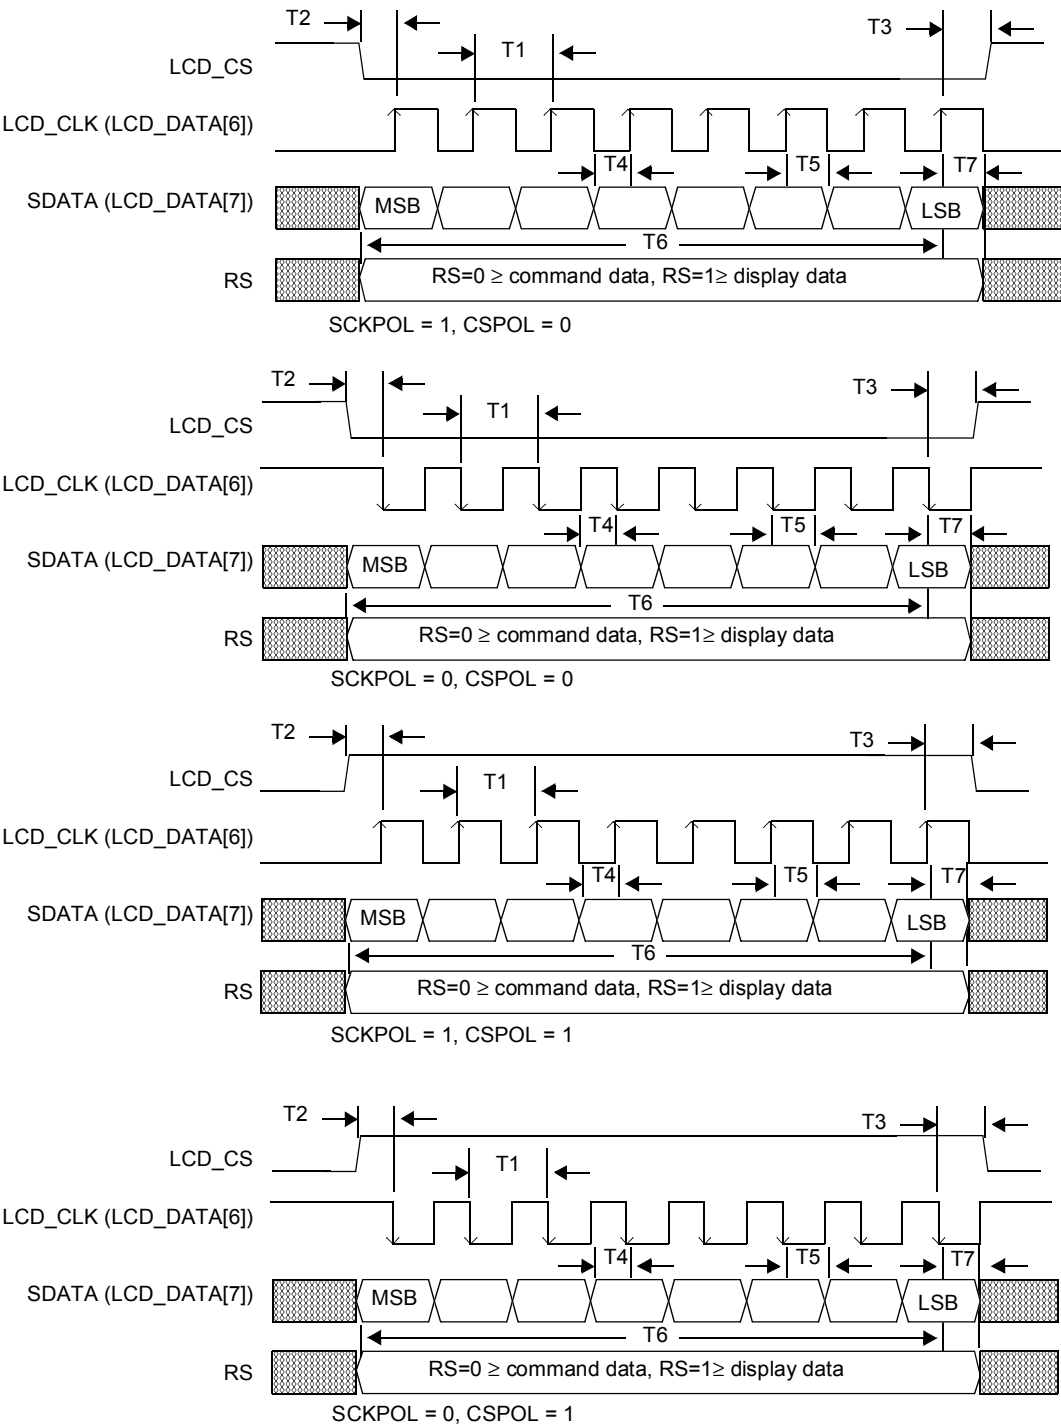 T2
T3
T1
LCD_CS
LCD_CLK (LCD_DATA[6])
T4
T5
T7
SDATA (LCD_DATA[7])
MSB
LSB
T6
RS
RS=0 ≥ command data, RS=1≥ display data
SCKPOL = 1, CSPOL = 0
T2
T3
T1
LCD_CS
LCD_CLK (LCD_DATA[6])
T4
T5
T7
SDATA (LCD_DATA[7])
MSB
LSB
T6
RS
RS=0 ≥ command data, RS=1≥ display data
SCKPOL = 0, CSPOL = 0
T2
T3
LCD_CS
T1
LCD_CLK (LCD_DATA[6])
T4
T5
T7
SDATA (LCD_DATA[7])
MSB
LSB
T6
RS
RS=0 ≥ command data, RS=1≥ display data
SCKPOL = 1, CSPOL = 1
T2
T3
LCD_CS
T1
LCD_CLK (LCD_DATA[6])
T4
T5
T7
SDATA (LCD_DATA[7])
MSB
LSB
T6
RS
RS=0 ≥ command data, RS=1≥ display data
SCKPOL = 0, CSPOL = 1